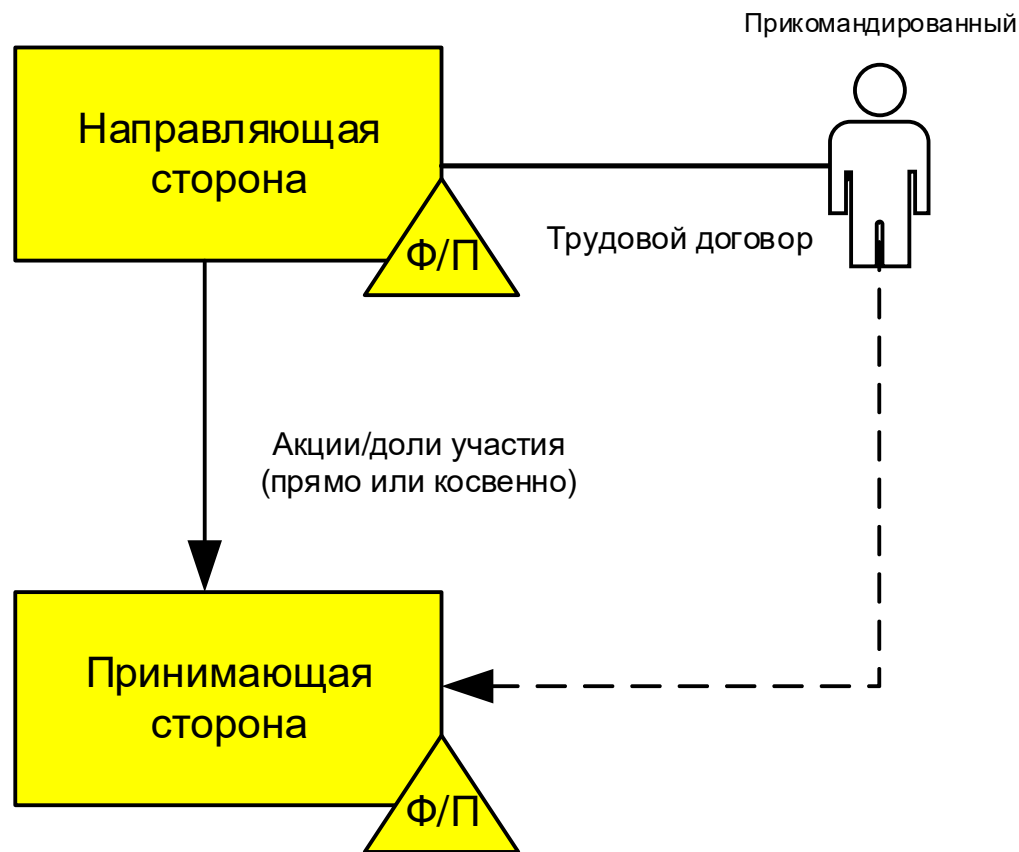 Прикомандированный
Направляющая
сторона
Ф/П
Трудовой договор
Акции/доли участия
(прямо или косвенно)
Принимающая
сторона
Ф/П